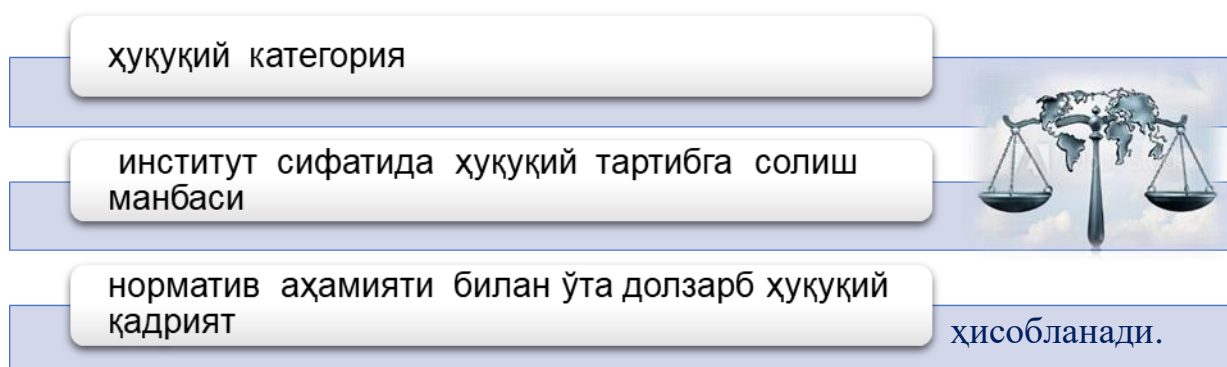 ҳуқуқий категория
институт сифатида ҳуқуқий тартибга солиш
манбаси
норматив аҳамияти билан ўта долзарб ҳуқуқий
қадрият
ҳисобланади.